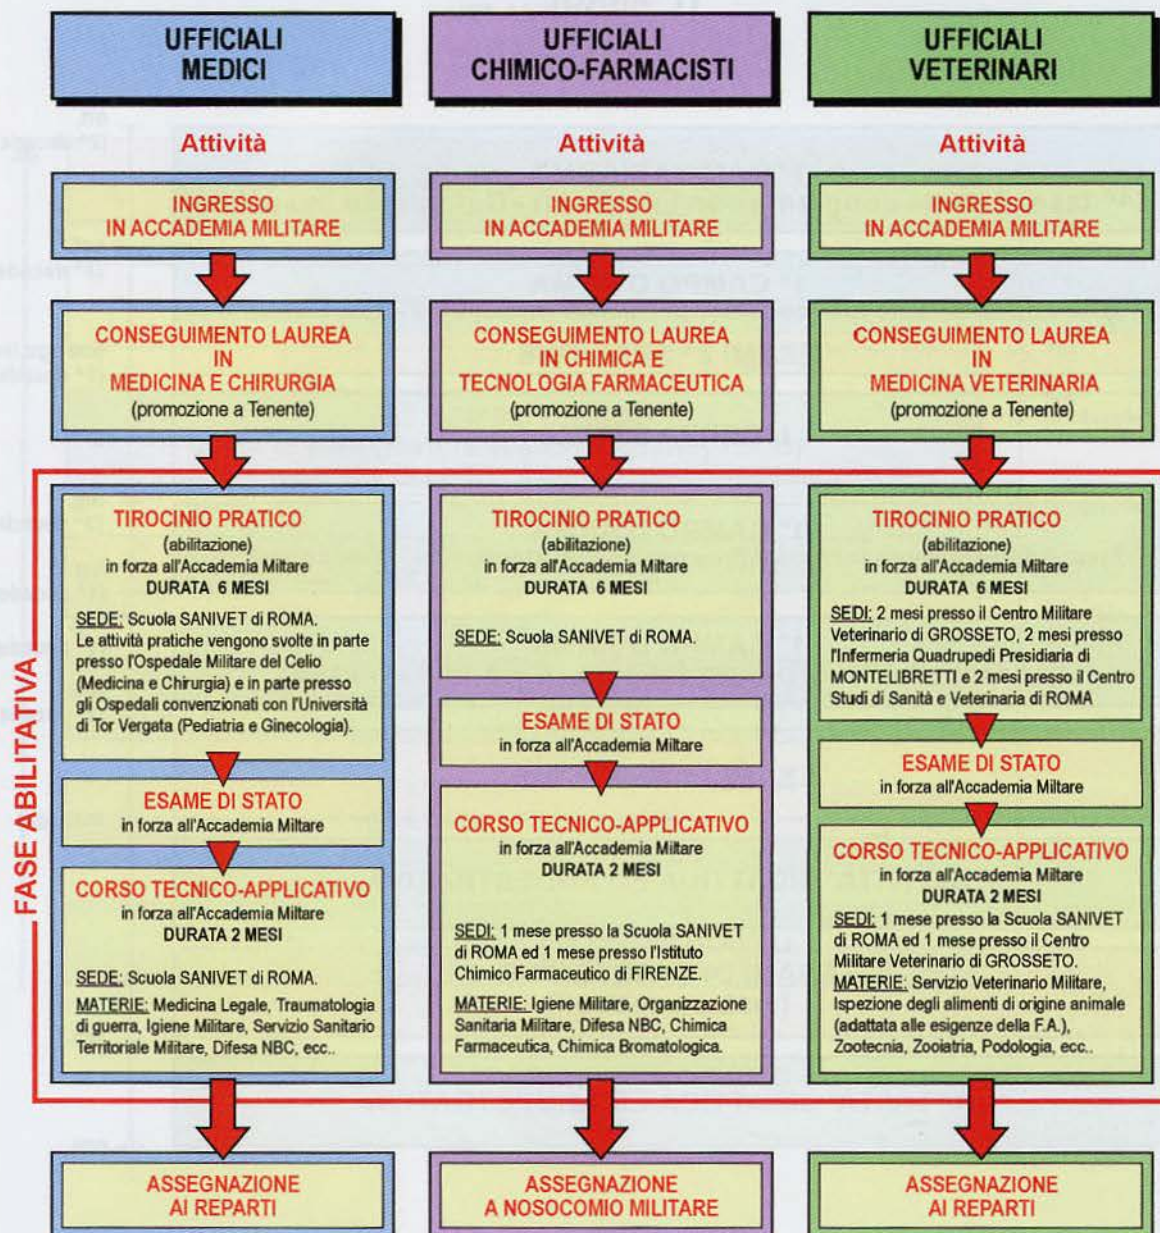 UFFICIALI
MEDICI
Attività
INGRESSO
IN ACCADEMIA MILITARE
CONSEGUIMENTO LAUREA
IN
MEDICINA E CHIRURGIA
(promozione a Tenente)
TIROCINIO PRATICO
(abilitazione)
in forza all'Accademia Miltare
DURATA 6 MESI
SEDE: Scuola SANIVET di ROMA.
Le attività pratiche vengono svolte in parte
presso l'Ospedale Militare del Celio
(Medicina e Chirurgia) e in parte presso
gli Ospedali convenzionati con l'Università
di Tor Vergata (Pediatria e Ginecologia).
ESAME DI STATO
in forza all'Accademia Miltare
CORSO TECNICO-APPLICATIVO
in forza all'Accademia Miltare
DURATA 2 MESI
SEDE: Scuola SANIVET di ROMA.
MATERIE: Medicina Legale, Traumatologia
di guerra, Igiene Militare, Servizio Sanitario
Territoriale Militare, Difesa NBC, ecc..
ASSEGNAZIONE
AI REPARTI
UFFICIALI
CHIMICO-FARMACISTI
Attività
INGRESSO
IN ACCADEMIA MILITARE
CONSEGUIMENTO LAUREA
IN CHIMICA E
TECNOLOGIA FARMACEUTICA
(promozione a Tenente)
TIROCINIO PRATICO
(abilitazione)
in forza all'Accademia Miltare
DURATA 6 MESI
SEDE: Scuola SANIVET di ROMA.
ESAME DI STATO
in forza all'Accademia Miltare
CORSO TECNICO-APPLICATIVO
in forza all'Accademia Miltare
DURATA 2 MESI
SEDI: 1 mese presso la Scuola SANIVET
di ROMA ed 1 mese presso l'Istituto
Chimico Farmaceutico di FIRENZE.
MATERIE: Igiene Militare, Organizzazione
Sanitaria Militare, Difesa NBC, Chimica
Farmaceutica, Chimica Bromatologica.
ASSEGNAZIONE
A NOSOCOMIO MILITARE
UFFICIALI
VETERINARI
Attività
INGRESSO
IN ACCADEMIA MILITARE
CONSEGUIMENTO LAUREA
IN
MEDICINA VETERINARIA
(promozione a Tenente)
TIROCINIO PRATICO
(abilitazione)
in forza all'Accademia Miltare
DURATA 6 MESI
SEDI: 2 mesi presso il Centro Militare
Veterinario di GROSSETO, 2 mesi presso
l'Infermeria Quadrupedi Presidiaria di
MONTELIBRETTI e 2 mesi presso il Centro
Studi di Sanità e Veterinaria di ROMA
ESAME DI STATO
in forza all'Accademia Miltare
CORSO TECNICO-APPLICATIVO
in forza all'Accademia Miltare
DURATA 2 MESI
SEDI: 1 mese presso la Scuola SANIVET
di ROMA ed 1 mese presso il Centro
Militare Veterinario di GROSSETO.
MATERIE: Servizio Veterinario Militare,
Ispezione degli alimenti di origine animale
(adattata alle esigenze della F.A.),
Zootecnia, Zooiatria, Podologia, ecc..
ASSEGNAZIONE
AI REPARTI
FASE ABILITATIVA